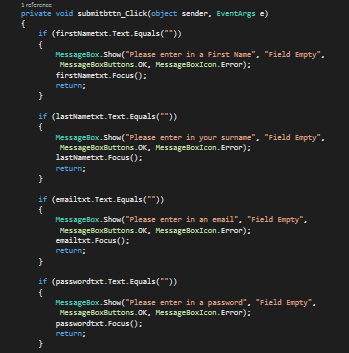 1 reference
private void submitbttn_Click(object sender, EventArgs e)
{
if (firstNametxt.Text.Equals(""))
{
MessageBox.Show("Please enter in a First Name", "Field Empty",
MessageBoxButtons.OK, MessageBoxIcon.Error);
firstNametxt.Focus();
return;
}
if (lastNametxt.Text.Equals(""))
{
MessageBox.Show("Please enter in your surname", "Field Empty",
MessageBoxButtons.OK, MessageBoxIcon.Error);
lastNametxt.Focus();
return;
}
if (emailtxt.Text.Equals(""))
{
MessageBox.Show("Please enter in an email", "Field Empty",
MessageBoxButtons.OK, MessageBoxIcon.Error);
emailtxt.Focus();
return;
}
if (passwordtxt.Text.Equals(""))
{
MessageBox.Show("Please enter in a password", "Field Empty",
MessageBoxButtons.OK, MessageBoxIcon.Error);
passwordtxt.Focus();
return;
}